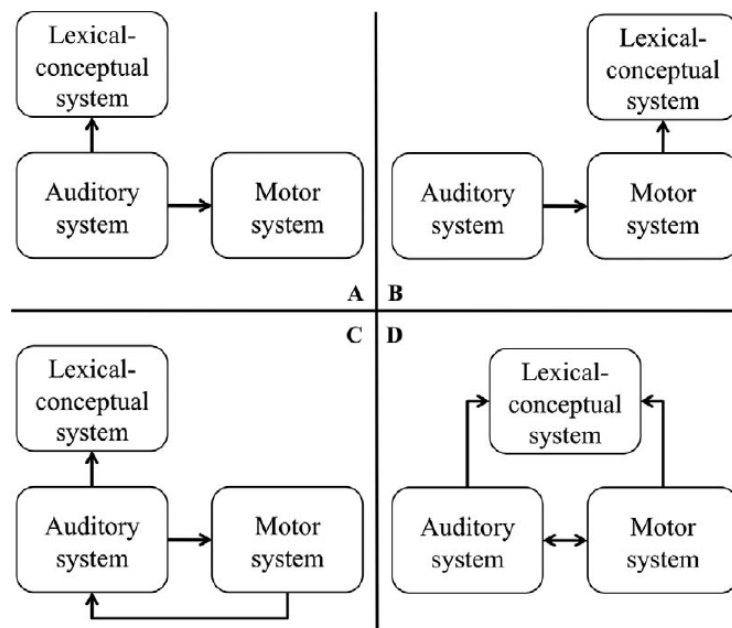 Lexical-
conceptual
system
Auditory
system
Motor
system
A
Lexical-
conceptual
system
Auditory
system
Motor
system
B
C
Lexical-
conceptual
system
Auditory
system
Motor
system
D
Lexical-
conceptual
system
Auditory
system
Motor
system